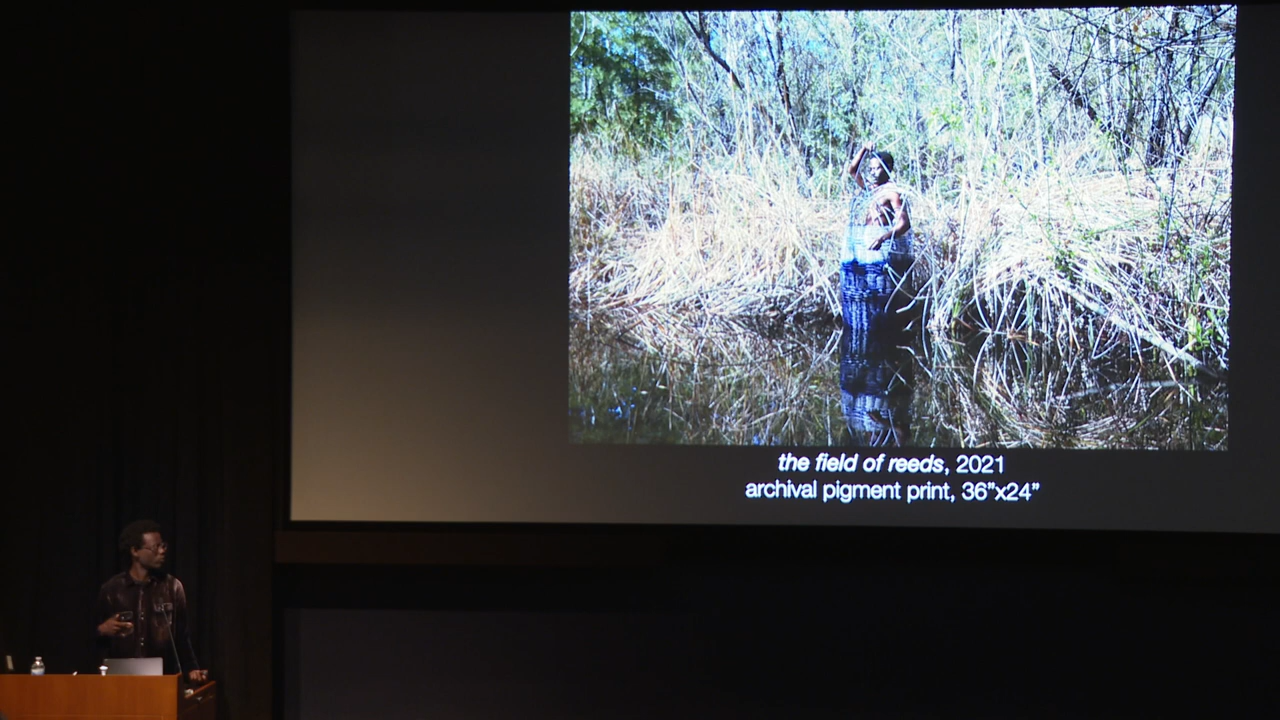 the field of reeds, 2021
archival pigment print, 36”x24”